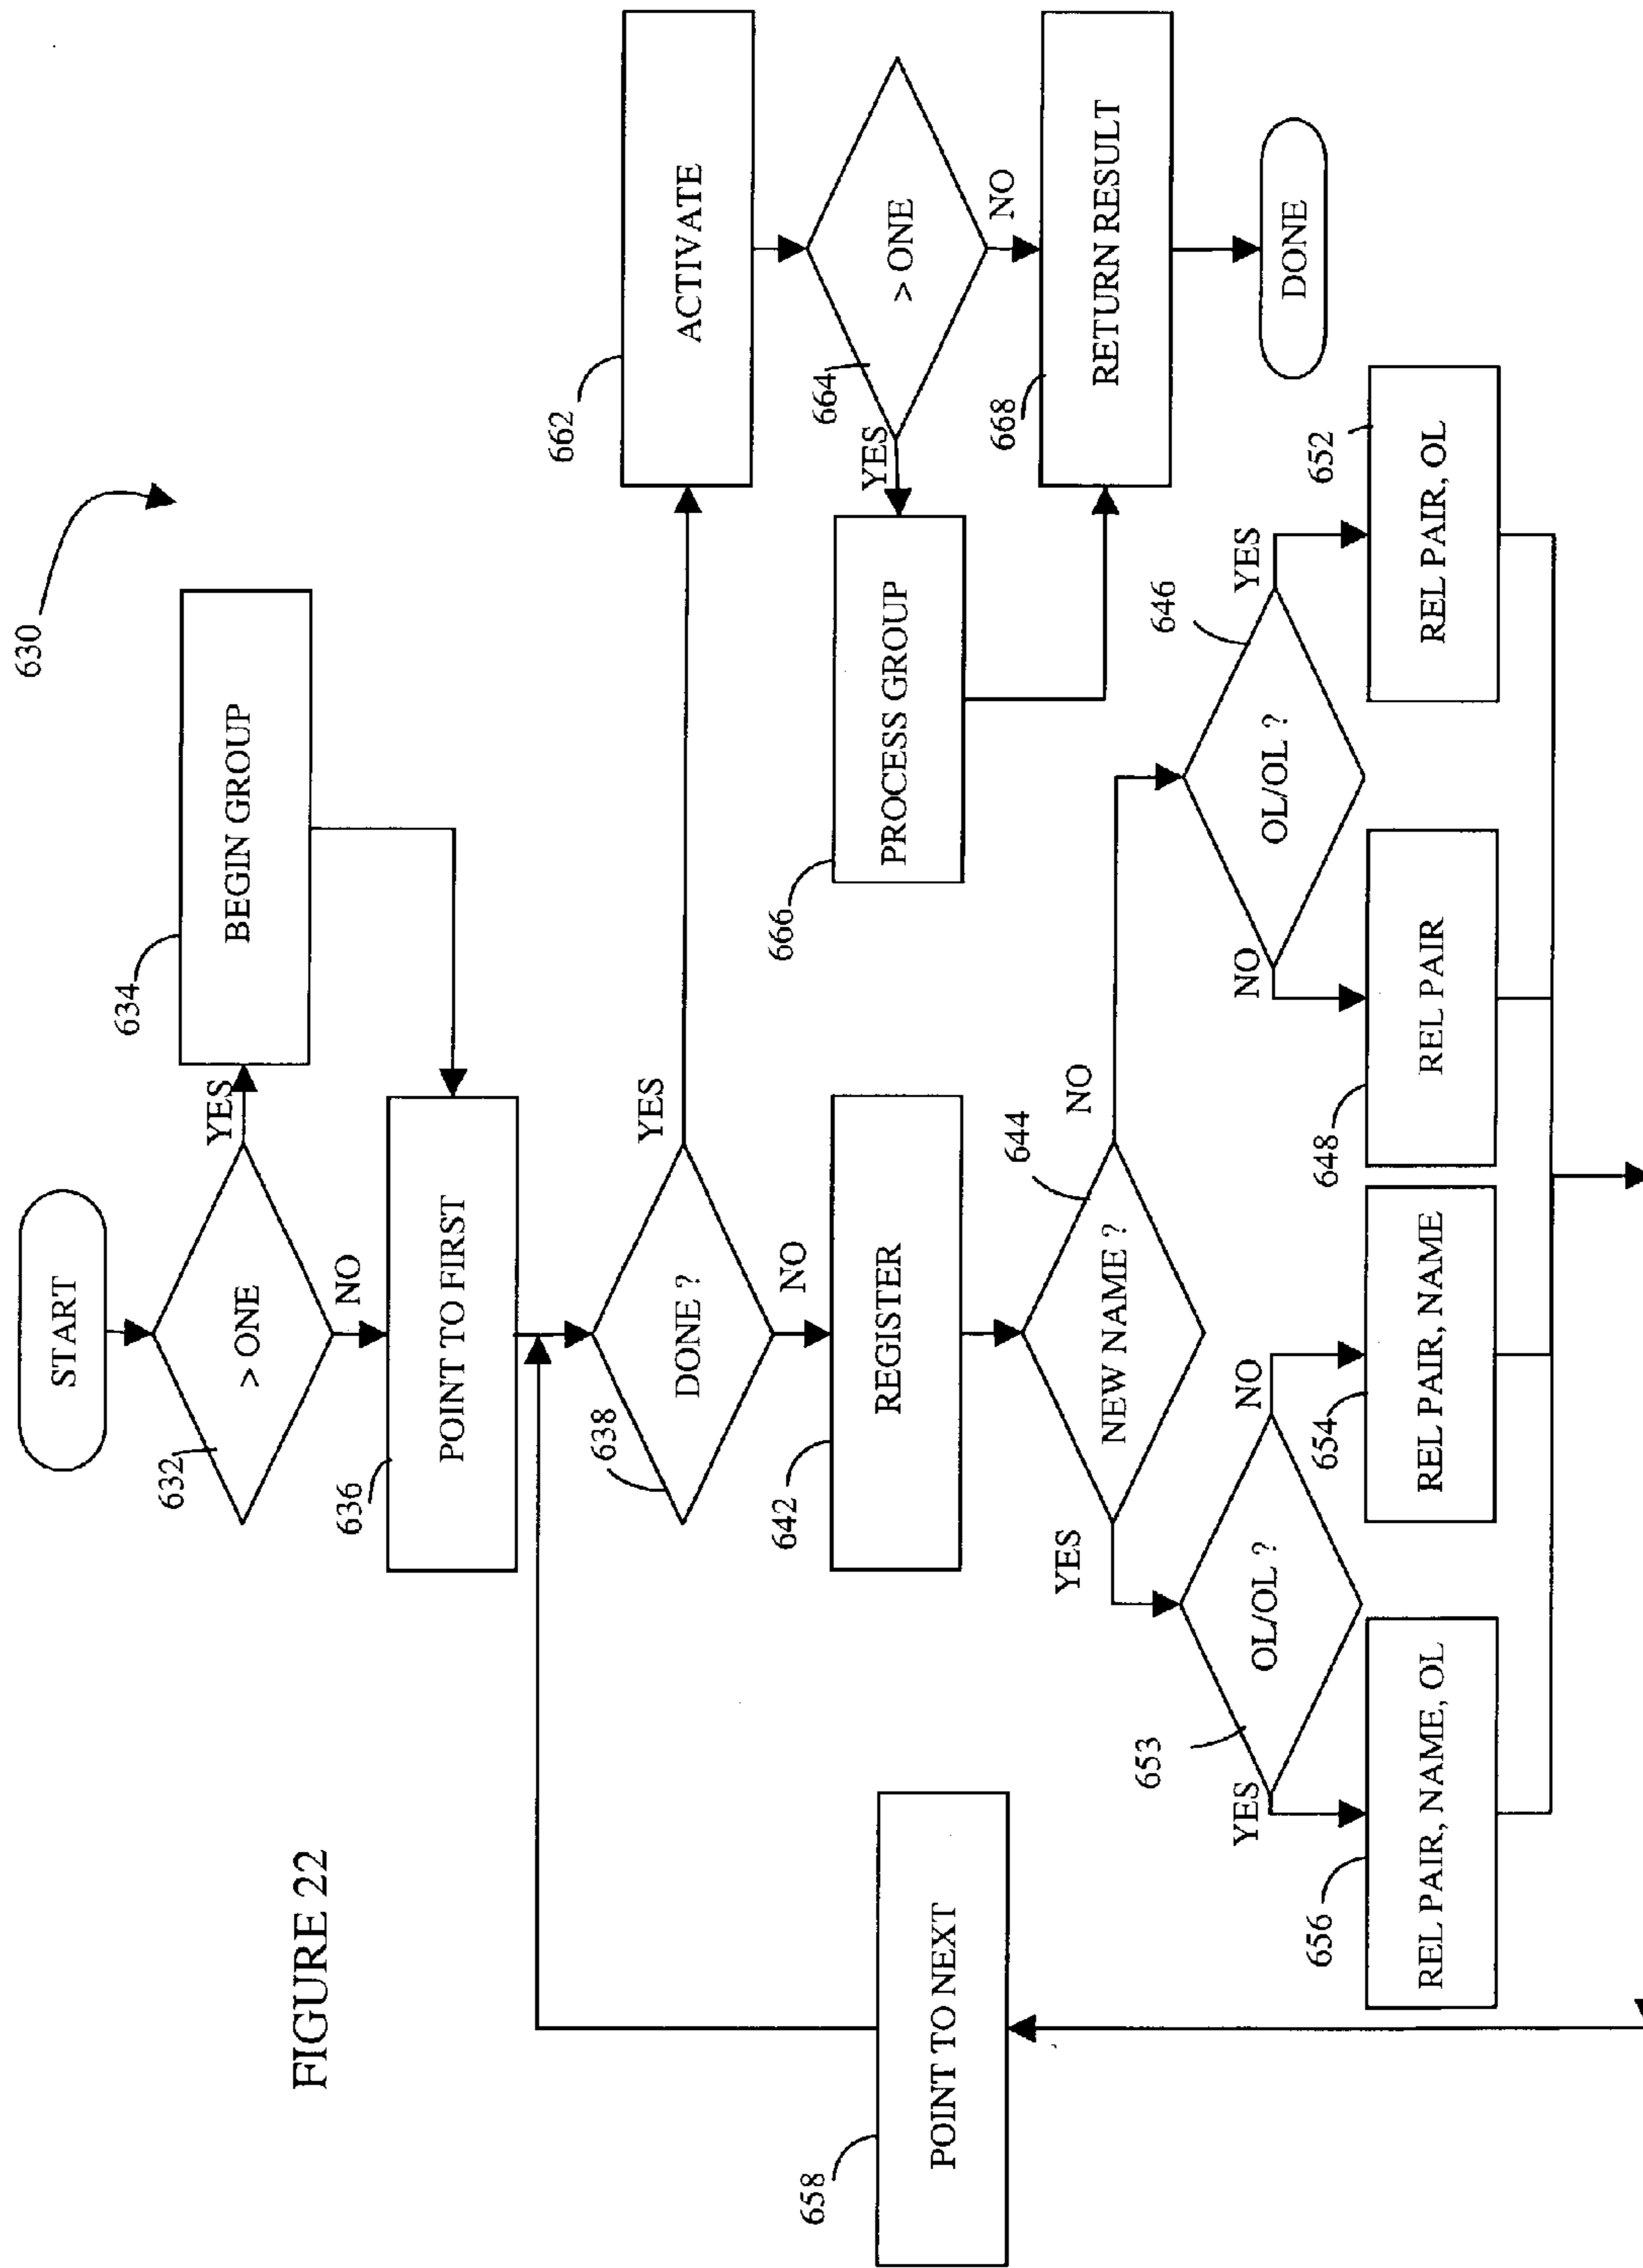 FIGURE 22
630
START
632
> ONE
YES
NO
634
BEGIN GROUP
636
POINT TO FIRST
638
DONE ?
YES
NO
642
REGISTER
644
NEW NAME ?
YES
NO
653
OL/OL ?
YES
NO
646
OL/OL ?
NO
YES
656
REL PAIR, NAME, OL
654
REL PAIR, NAME
648
REL PAIR
652
REL PAIR, OL
658
POINT TO NEXT
662
ACTIVATE
664
> ONE
YES
NO
666
PROCESS GROUP
668
RETURN RESULT
DONE